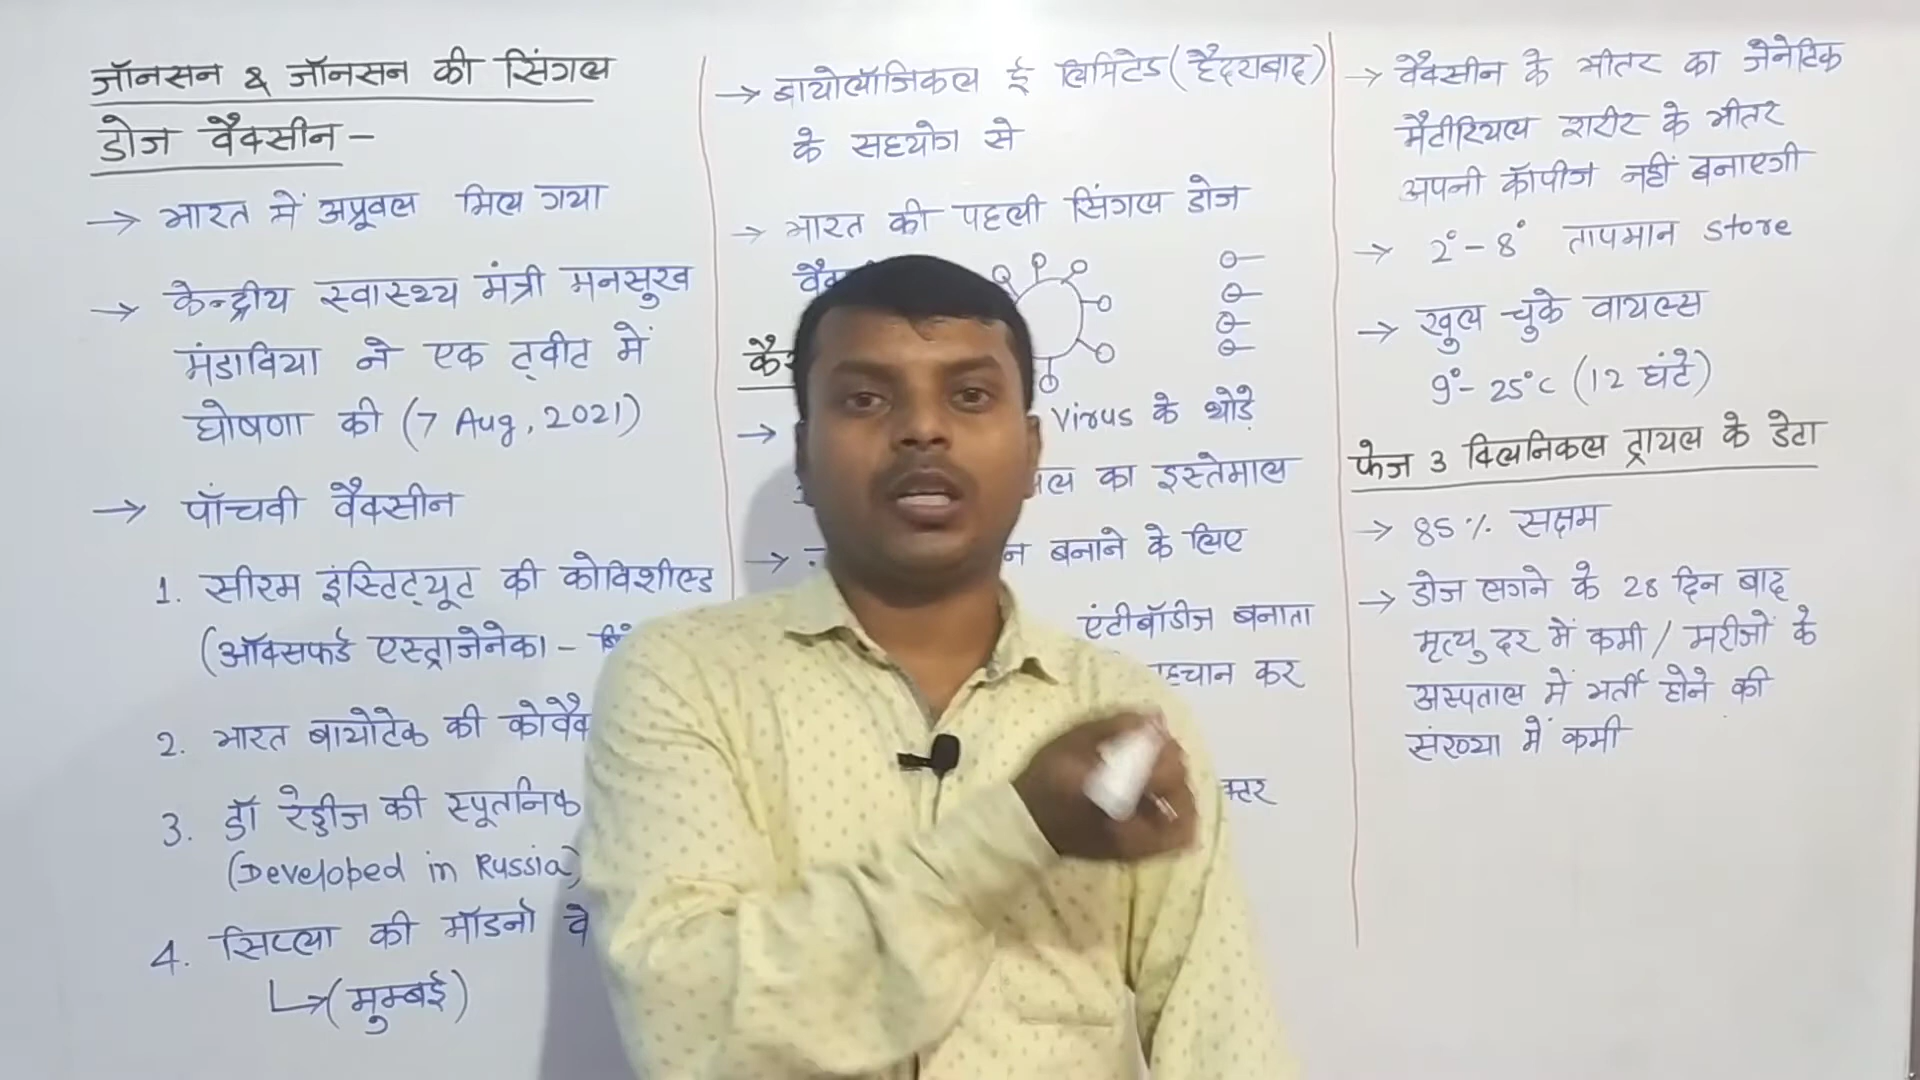 जॉनसन & जॉनसन की सिंगल
डोज वैक्सीन –
→ भारत में अप्रूवल मिल गया
→ केन्द्रीय स्वास्थ्य मंत्री मनसुख
मंडाविया ने एक ट्वीट में
घोषणा की (7 Aug, 2021)
→ पॉचवी वैक्सीन
1. सीरम इंस्टिट्यूट की कोविशील्ड
(ऑक्सफर्ड एस्ट्राजेनेका –
2. भारत बायोटेक की
3. डॉ रेड्डीज की स्पूतनिक
(Developed in Russia)
4. सिप्ला की मॉडर्ना
↳ (मुम्बई)
→ बायोलॉजिकल ई लिमिटेड (हैदराबाद)
के सहयोग से
→ भारत की पहली सिंगल डोज
→ Virus के थोड़े
का इस्तेमाल
→ बनाने के लिए
एंटीबॉडीज बनाता
कर
→ वैक्सीन के भीतर का जेनेटिक
मैटीरियल शरीर के भीतर
अपनी कॉपीज नहीं बनाएगी
→ 2° – 8° तापमान store
→ खुल चुके वायल्स
9° – 25°c (12 घंटे)
फेज 3 क्लिनिकल ट्रायल के डेटा
→ 85% सक्षम
→ डोज लगने के 28 दिन बाद
मृत्यु दर में कमी / मरीजों के
अस्पताल में भर्ती होने की
संख्या में कमी